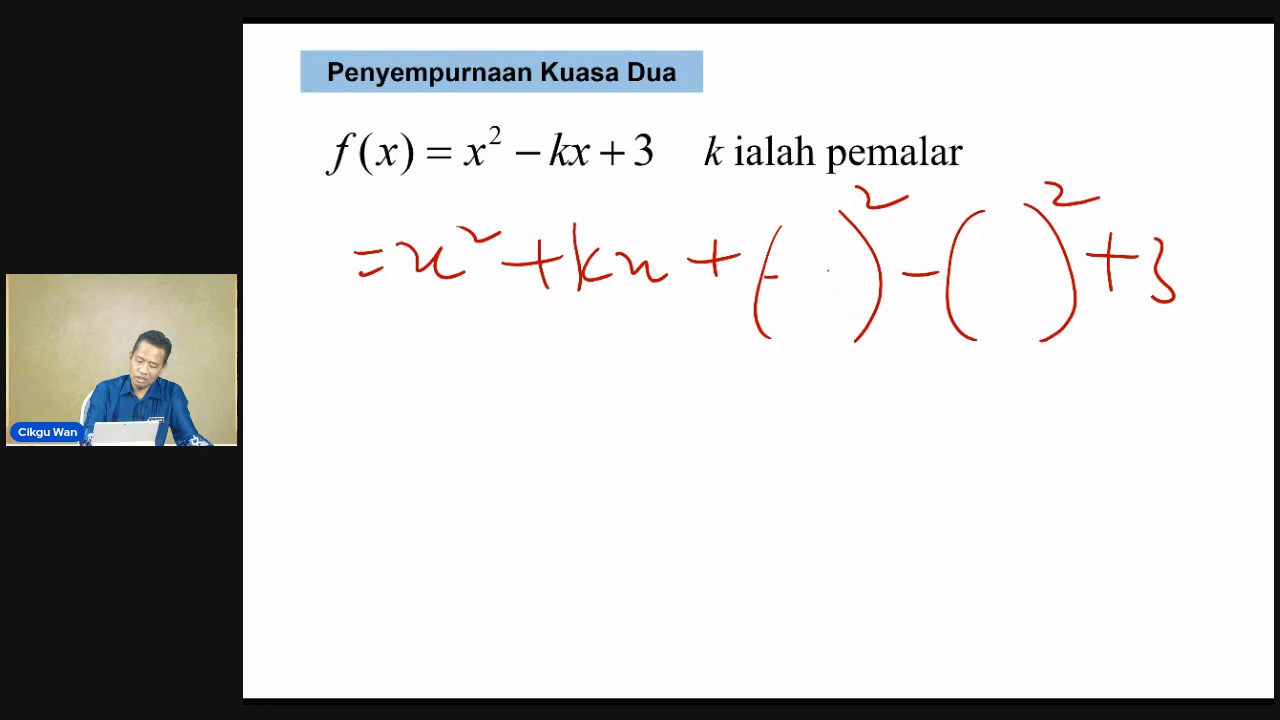 Penyempurnaan Kuasa Dua
f(x) = x² − kx + 3 k ialah pemalar
= x² + kx + (− )² − ( )² + 3
Cikgu Wan